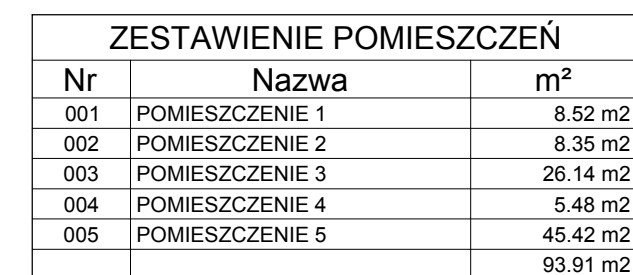 ZESTAWIENIE POMIESZCZEŃ
Nr Nazwa m²
001 POMIESZCZENIE 1 8.52 m2
002 POMIESZCZENIE 2 8.35 m2
003 POMIESZCZENIE 3 26.14 m2
004 POMIESZCZENIE 4 5.48 m2
005 POMIESZCZENIE 5 45.42 m2
93.91 m2